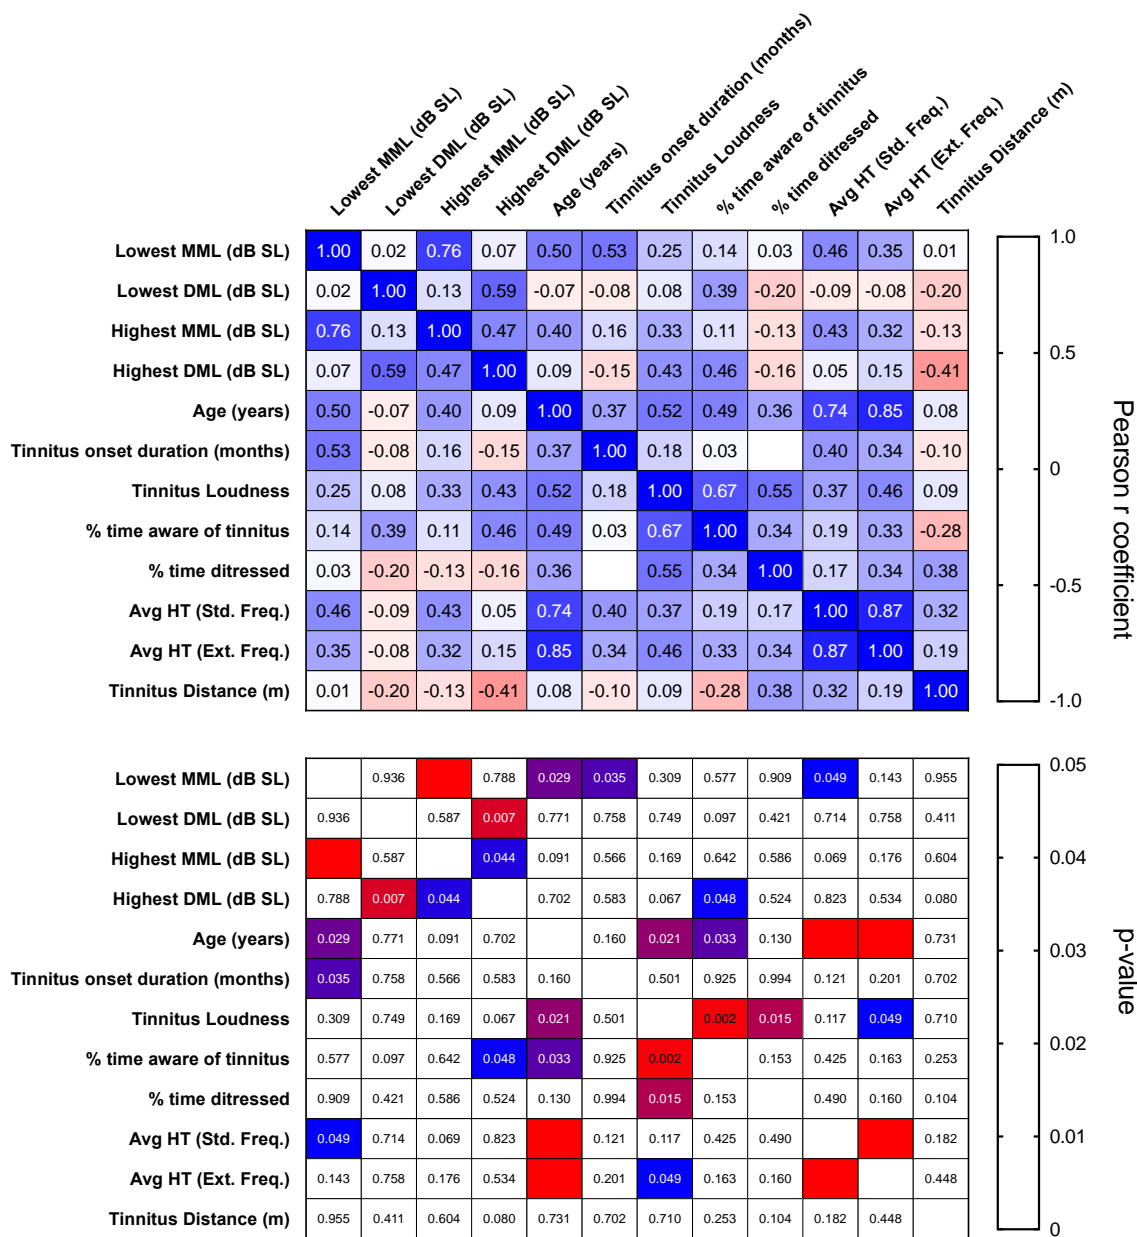 Lowest MML (dB SL)
Lowest DML (dB SL)
Highest MML (dB SL)
Highest DML (dB SL)
Age (years)
Tinnitus onset duration (months)
Tinnitus Loudness
% time aware of tinnitus
% time ditressed
Avg HT (Std. Freq.)
Avg HT (Ext. Freq.)
Tinnitus Distance (m)
Lowest MML (dB SL) 1.00 0.02 0.76 0.07 0.50 0.53 0.25 0.14 0.03 0.46 0.35 0.01
Lowest DML (dB SL) 0.02 1.00 0.13 0.59 -0.07 -0.08 0.08 0.39 -0.20 -0.09 -0.08 -0.20
Highest MML (dB SL) 0.76 0.13 1.00 0.47 0.40 0.16 0.33 0.11 -0.13 0.43 0.32 -0.13
Highest DML (dB SL) 0.07 0.59 0.47 1.00 0.09 -0.15 0.43 0.46 -0.16 0.05 0.15 -0.41
Age (years) 0.50 -0.07 0.40 0.09 1.00 0.37 0.52 0.49 0.36 0.74 0.85 0.08
Tinnitus onset duration (months) 0.53 -0.08 0.16 -0.15 0.37 1.00 0.18 0.03 0.40 0.34 -0.10
Tinnitus Loudness 0.25 0.08 0.33 0.43 0.52 0.18 1.00 0.67 0.55 0.37 0.46 0.09
% time aware of tinnitus 0.14 0.39 0.11 0.46 0.49 0.03 0.67 1.00 0.34 0.19 0.33 -0.28
% time ditressed 0.03 -0.20 -0.13 -0.16 0.36 0.55 0.34 1.00 0.17 0.34 0.38
Avg HT (Std. Freq.) 0.46 -0.09 0.43 0.05 0.74 0.40 0.37 0.19 0.17 1.00 0.87 0.32
Avg HT (Ext. Freq.) 0.35 -0.08 0.32 0.15 0.85 0.34 0.46 0.33 0.34 0.87 1.00 0.19
Tinnitus Distance (m) 0.01 -0.20 -0.13 -0.41 0.08 -0.10 0.09 -0.28 0.38 0.32 0.19 1.00
1.0
0.5
0
-0.5
-1.0
Pearson r coefficient
Lowest MML (dB SL) 0.936 0.788 0.029 0.035 0.309 0.577 0.909 0.049 0.143 0.955
Lowest DML (dB SL) 0.936 0.587 0.007 0.771 0.758 0.749 0.097 0.421 0.714 0.758 0.411
Highest MML (dB SL) 0.587 0.044 0.091 0.566 0.169 0.642 0.586 0.069 0.176 0.604
Highest DML (dB SL) 0.788 0.007 0.044 0.702 0.583 0.067 0.048 0.524 0.823 0.534 0.080
Age (years) 0.029 0.771 0.091 0.702 0.160 0.021 0.033 0.130 0.731
Tinnitus onset duration (months) 0.035 0.758 0.566 0.583 0.160 0.501 0.925 0.994 0.121 0.201 0.702
Tinnitus Loudness 0.309 0.749 0.169 0.067 0.021 0.501 0.002 0.015 0.117 0.049 0.710
% time aware of tinnitus 0.577 0.097 0.642 0.048 0.033 0.925 0.002 0.153 0.425 0.163 0.253
% time ditressed 0.909 0.421 0.586 0.524 0.130 0.994 0.015 0.153 0.490 0.160 0.104
Avg HT (Std. Freq.) 0.049 0.714 0.069 0.823 0.121 0.117 0.425 0.490 0.182
Avg HT (Ext. Freq.) 0.143 0.758 0.176 0.534 0.201 0.049 0.163 0.160 0.448
Tinnitus Distance (m) 0.955 0.411 0.604 0.080 0.731 0.702 0.710 0.253 0.104 0.182 0.448
0.05
0.04
0.03
0.02
0.01
0
p-value